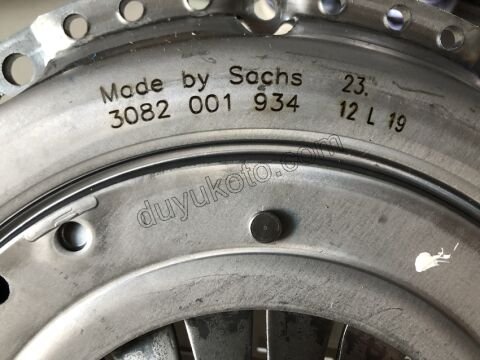 Made by Sachs 23.
3082 001 934 12 L 19
duyukoto.com